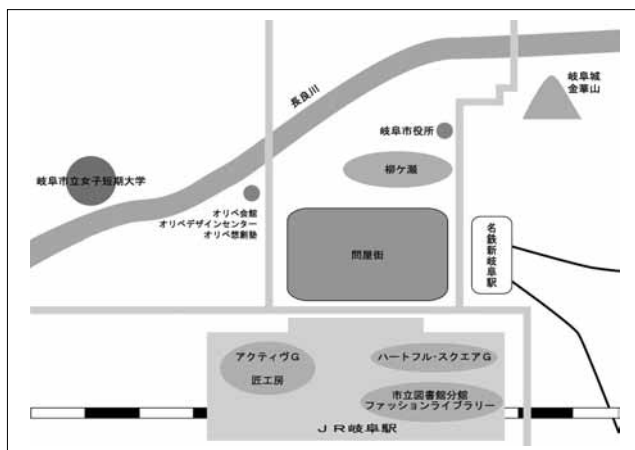 岐阜城
金華山
長良川
岐阜市役所
柳ケ瀬
岐阜市立女子短期大学
オリベ会館
オリベデザインセンター
オリベ想創塾
問屋街
名鉄新岐阜駅
アクティヴG
匠工房
ハートフル・スクエアG
市立図書館分館
ファッションライブラリー
JR岐阜駅